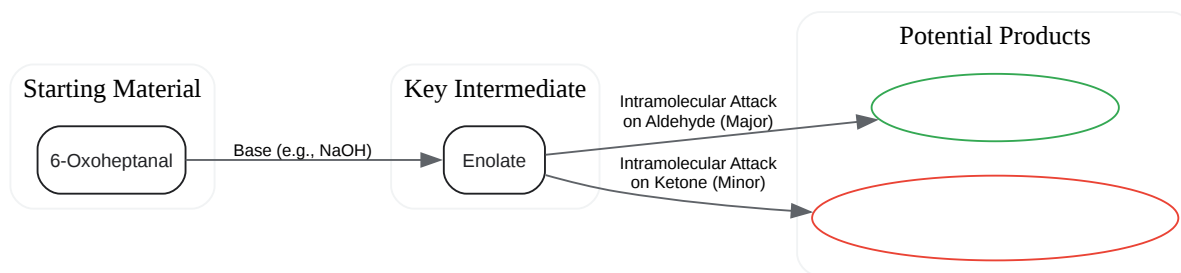 Starting Material
6-Oxoheptanal
Base (e.g., NaOH)
Key Intermediate
Enolate
Intramolecular Attack
on Aldehyde (Major)
Intramolecular Attack
on Ketone (Minor)
Potential Products